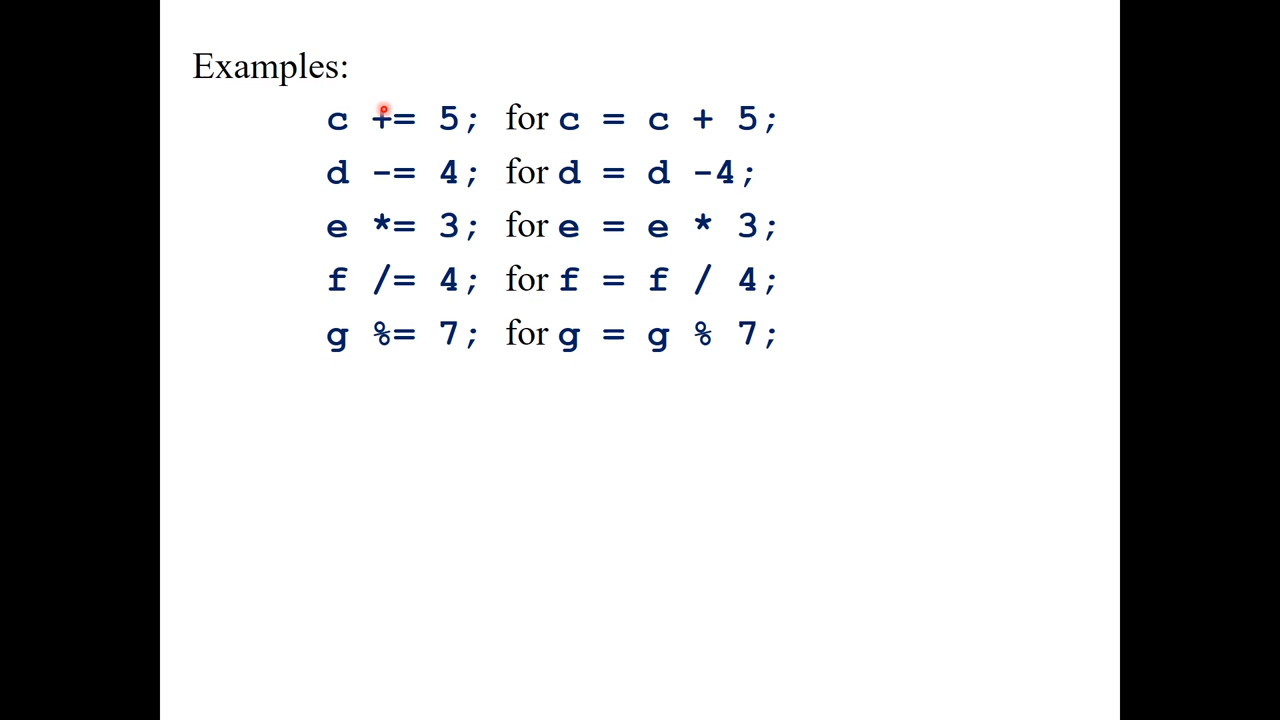 Examples:
c += 5; for c = c + 5;
d -= 4; for d = d -4;
e *= 3; for e = e * 3;
f /= 4; for f = f / 4;
g %= 7; for g = g % 7;